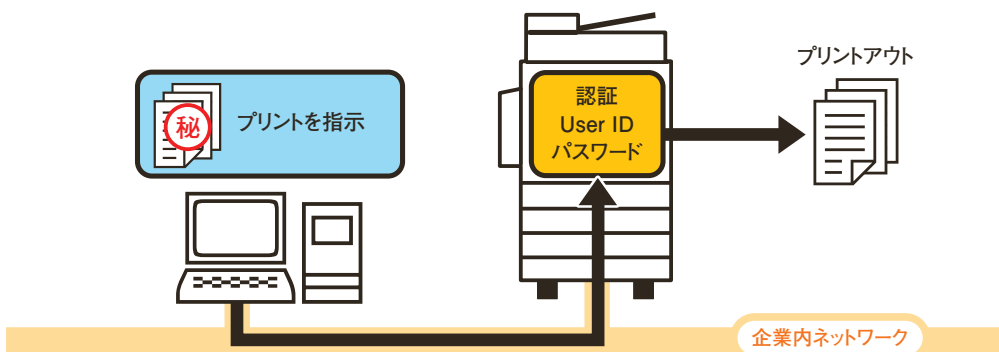 プリントアウト
秘
プリントを指示
認証
User ID
パスワード
企業内ネットワーク